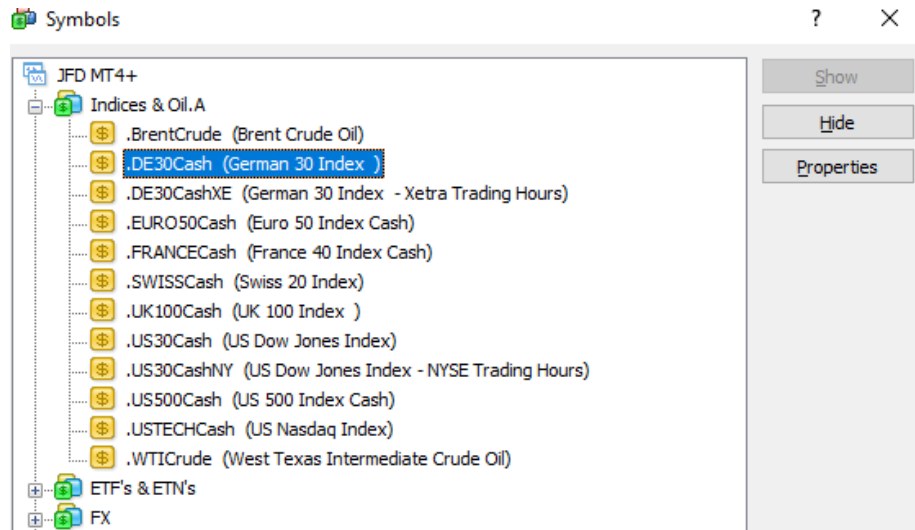 Symbols ? ×
JFD MT4+
Show
Indices & Oil.A
Hide
.BrentCrude (Brent Crude Oil)
.DE30Cash (German 30 Index )
Properties
.DE30CashXE (German 30 Index - Xetra Trading Hours)
.EURO50Cash (Euro 50 Index Cash)
.FRANCECash (France 40 Index Cash)
.SWISSCash (Swiss 20 Index)
.UK100Cash (UK 100 Index )
.US30Cash (US Dow Jones Index)
.US30CashNY (US Dow Jones Index - NYSE Trading Hours)
.US500Cash (US 500 Index Cash)
.USTECHCash (US Nasdaq Index)
.WTICrude (West Texas Intermediate Crude Oil)
ETF's & ETN's
FX